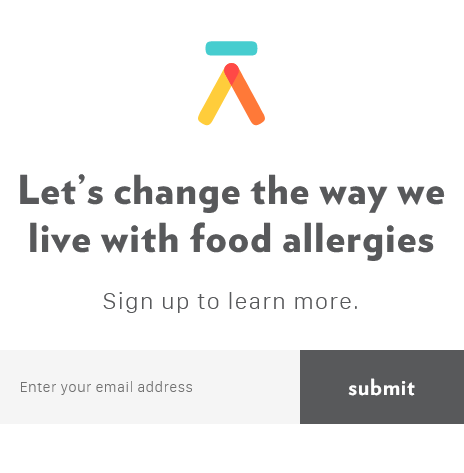 Let’s change the way we
live with food allergies
Sign up to learn more.
Enter your email address
submit